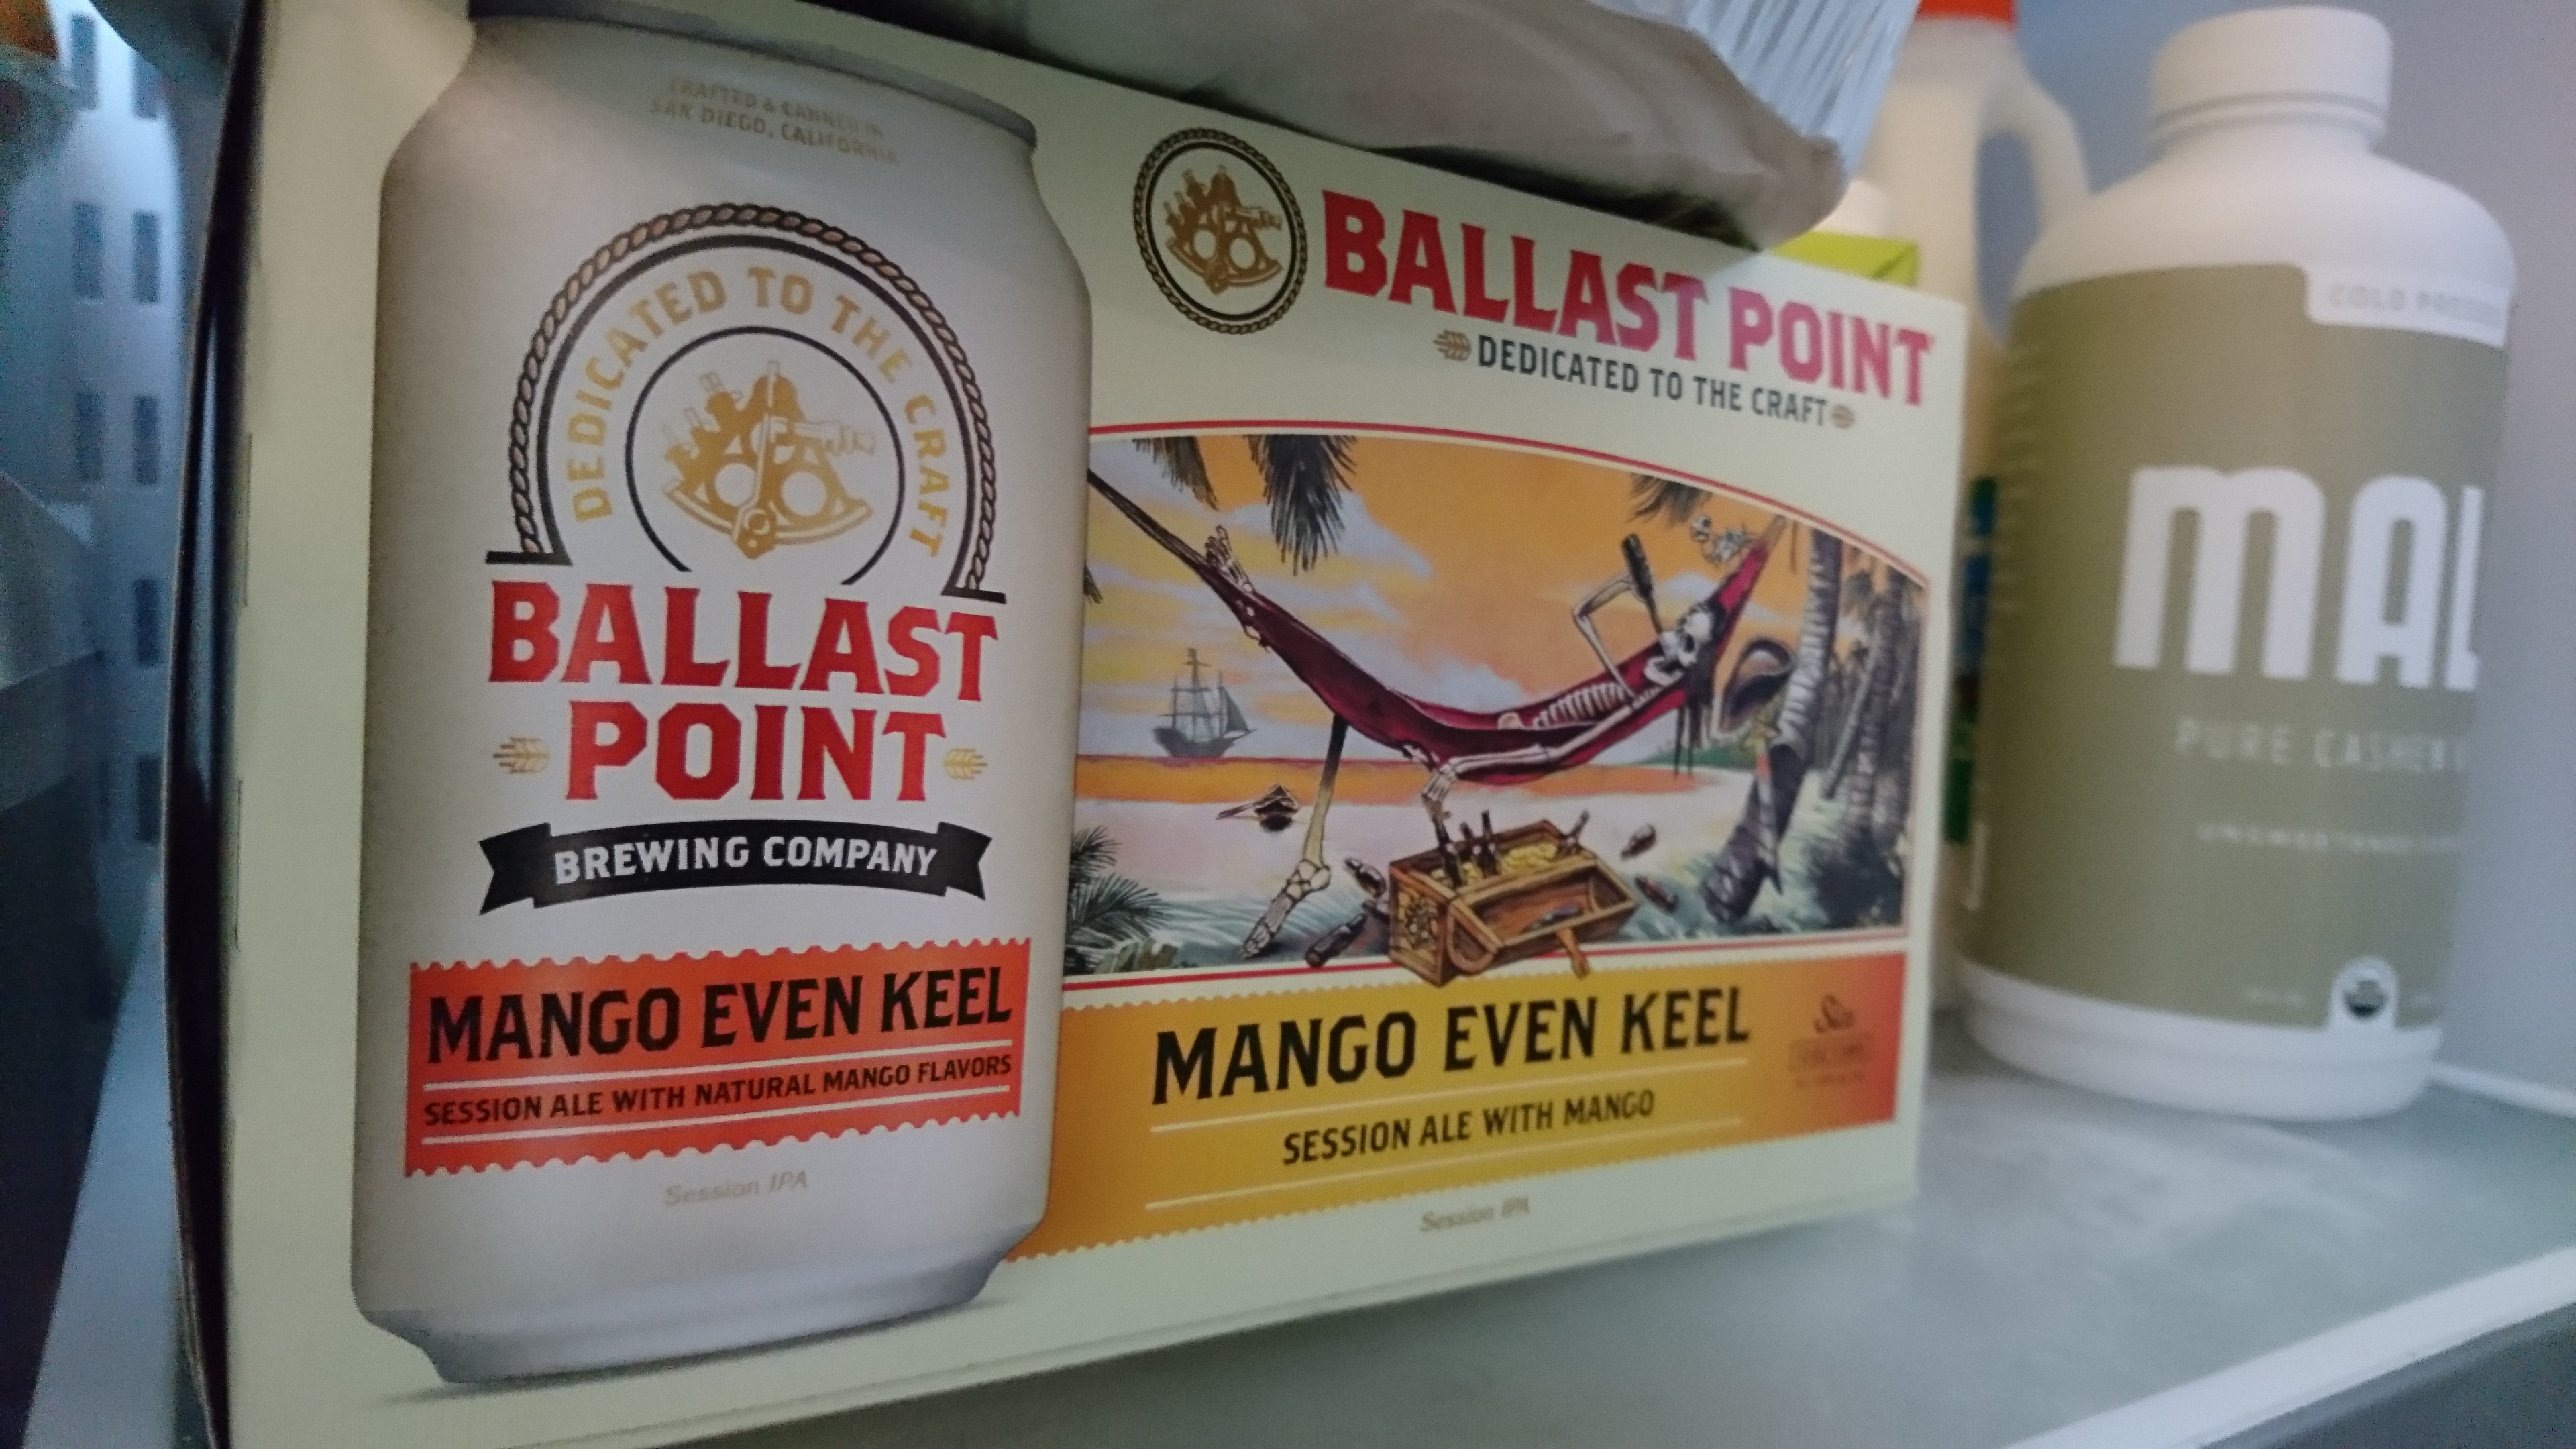 CRAFTED & CANNED IN
SAN DIEGO, CALIFORNIA
DEDICATED TO THE CRAFT
BALLAST
POINT
BREWING COMPANY
MANGO EVEN KEEL
SESSION ALE WITH NATURAL MANGO FLAVORS
Session IPA
BALLAST POINT
DEDICATED TO THE CRAFT
MANGO EVEN KEEL
SESSION ALE WITH MANGO
Session IPA
Six
COLD
MAL
PURE CASHEW